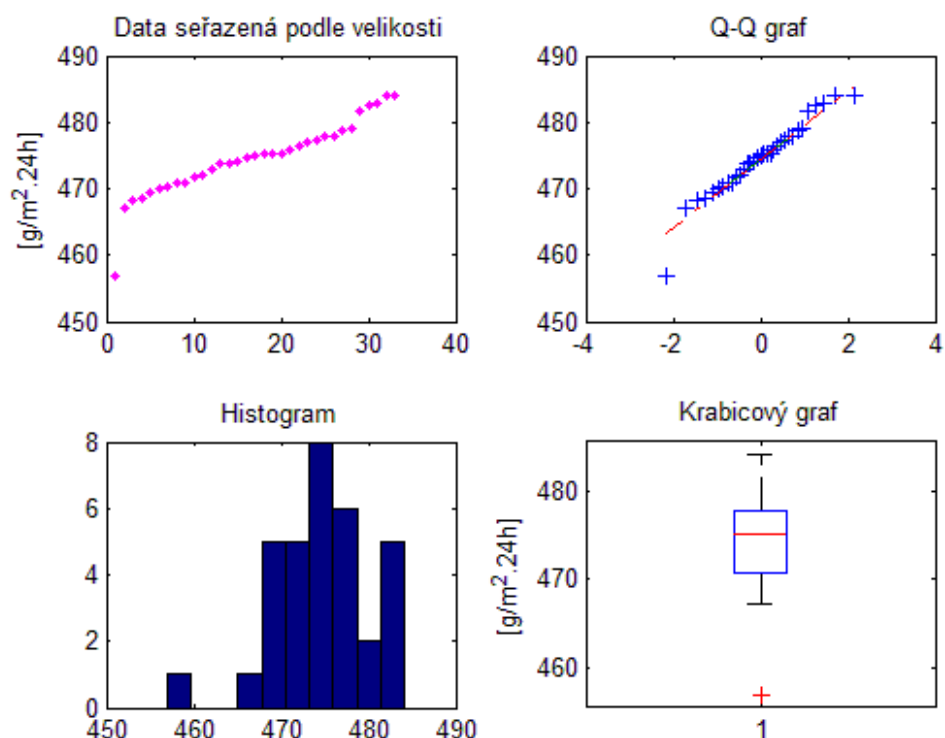 Data seřazená podle velikosti
490
480
470
460
450
[g/m².24h]
0 10 20 30 40
Q-Q graf
490
480
470
460
450
-4 -2 0 2 4
Histogram
8
6
4
2
0
450 460 470 480 490
Krabicový graf
480
470
460
[g/m².24h]
1